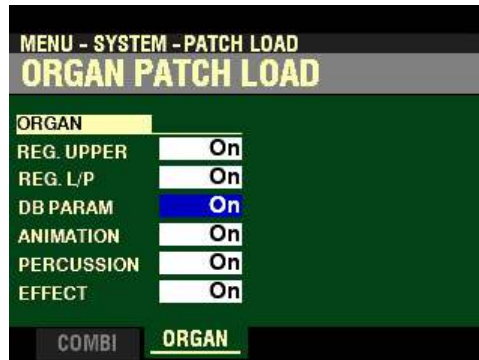 MENU - SYSTEM - PATCH LOAD
ORGAN PATCH LOAD
ORGAN
REG. UPPER On
REG. L/P On
DB PARAM On
ANIMATION On
PERCUSSION On
EFFECT On
COMBI ORGAN